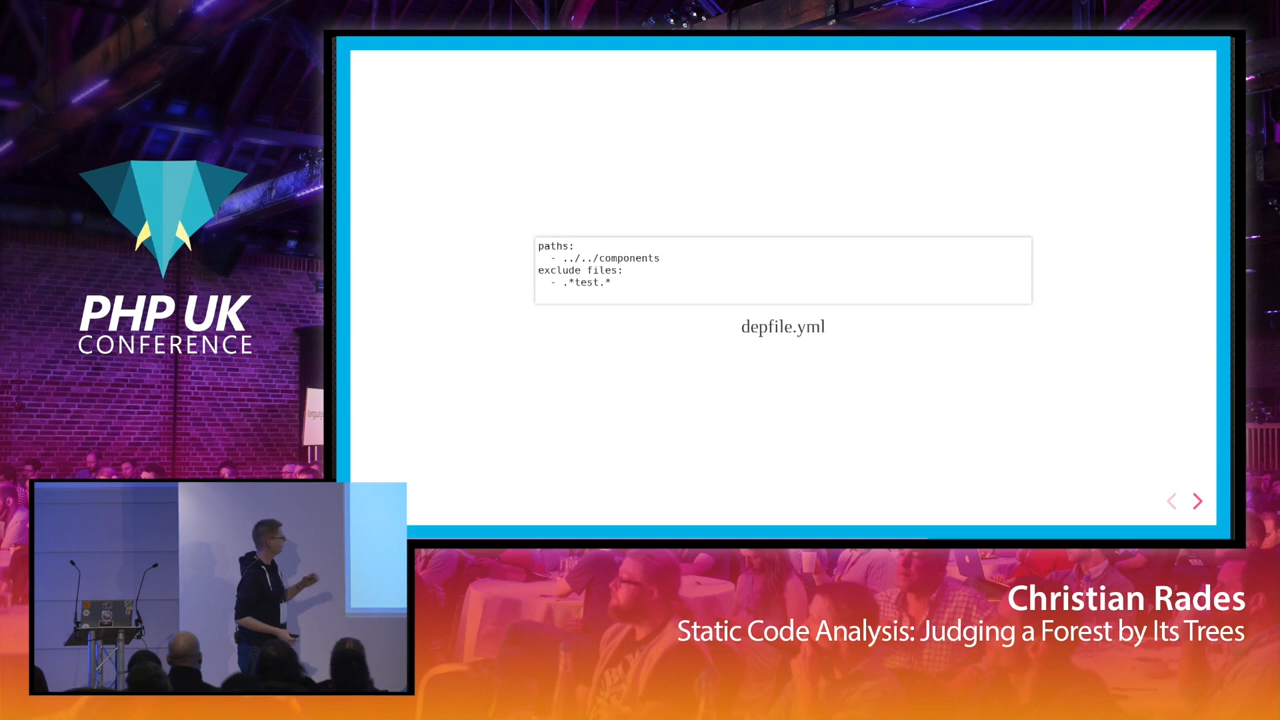 PHP UK
CONFERENCE
paths:
  - ../../components
exclude files:
  - .*test.*
depfile.yml
Christian Rades
Static Code Analysis: Judging a Forest by Its Trees